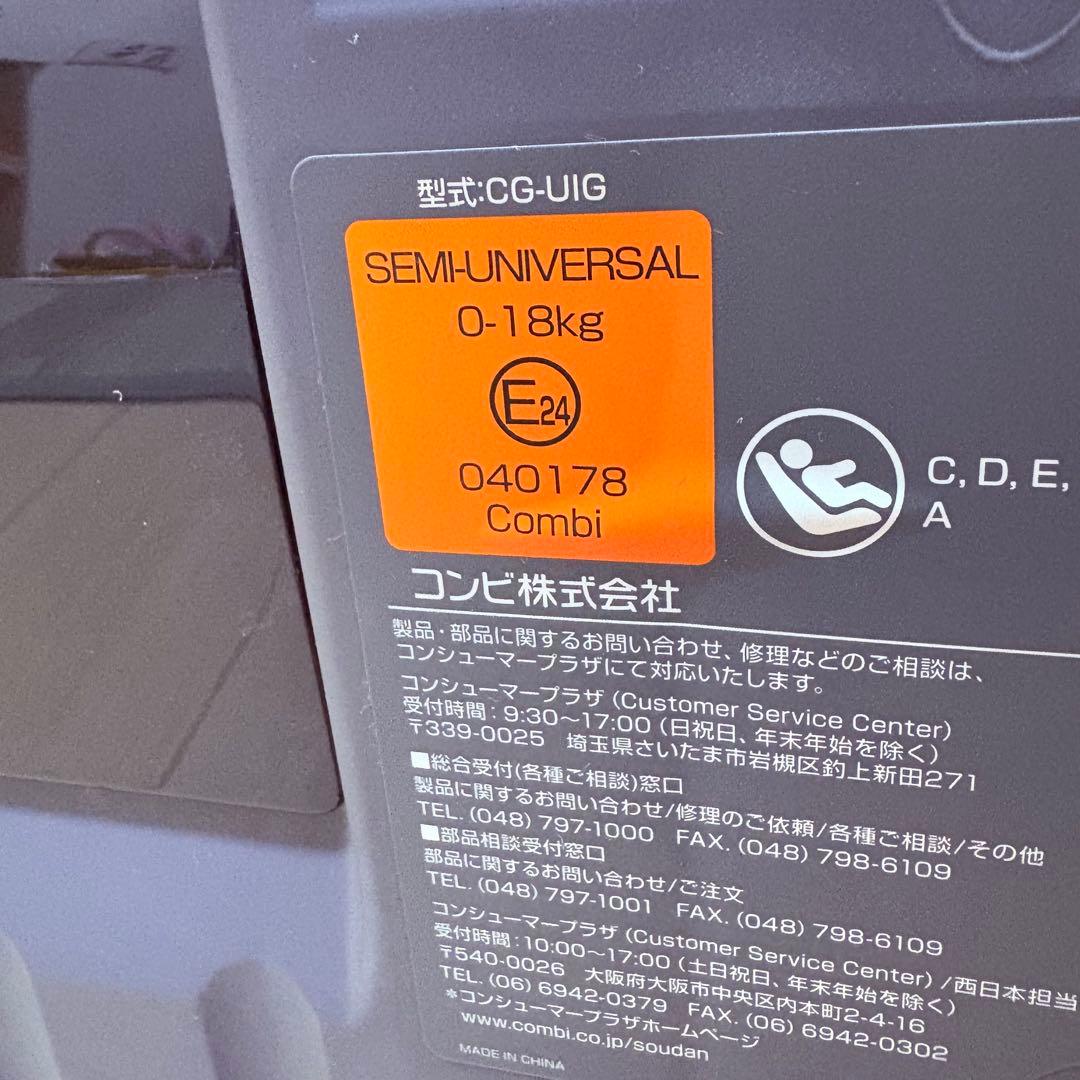 型式:CG-UIG
SEMI-UNIVERSAL
0-18kg
E24
040178
Combi
C, D, E,
A
コンビ株式会社
製品・部品に関するお問い合わせ、修理などのご相談は、
コンシューマープラザにて対応いたします。
コンシューマープラザ (Customer Service Center)
受付時間：9:30〜17:00 (日祝日、年末年始を除く)
〒339-0025 埼玉県さいたま市岩槻区釣上新田271
■総合受付(各種ご相談)窓口
製品に関するお問い合わせ/修理のご依頼/各種ご相談/その他
TEL. (048) 797-1000 FAX. (048) 798-6109
■部品相談受付窓口
部品に関するお問い合わせ/ご注文
TEL. (048) 797-1001 FAX. (048) 798-6109
コンシューマープラザ (Customer Service Center) /西日本担当
受付時間：10:00〜17:00 (土日祝日、年末年始を除く)
〒540-0026 大阪府大阪市中央区内本町2-4-16
TEL. (06) 6942-0379 FAX. (06) 6942-0302
*コンシューマープラザホームページ
www.combi.co.jp/soudan
MADE IN CHINA